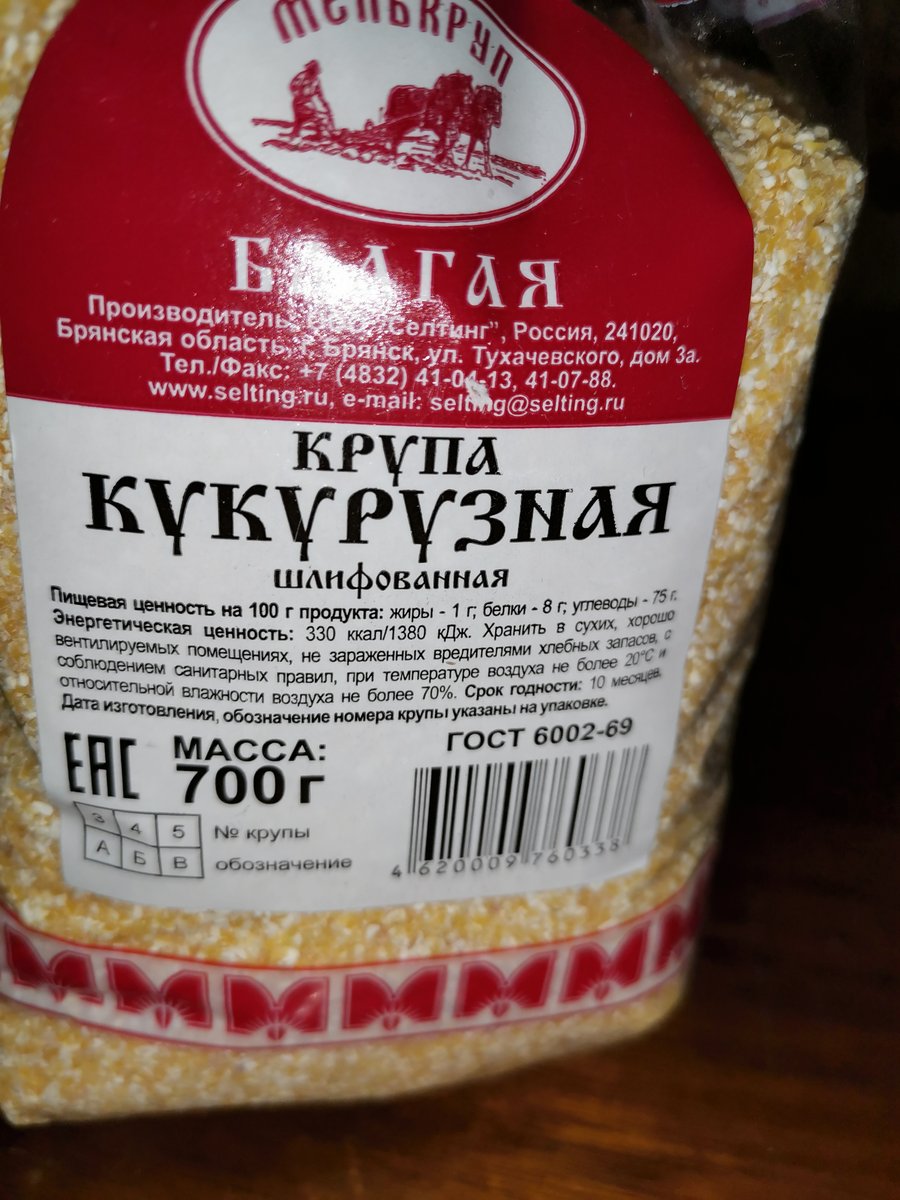 МЕЛЬКРУП
БЛАГАЯ
Производитель: ООО "Селтинг", Россия, 241020,
Брянская область, г. Брянск, ул. Тухачевского, дом 3а.
Тел./Факс: +7 (4832) 41-04-13, 41-07-88.
www.selting.ru, e-mail: selting@selting.ru
КРУПА
КУКУРУЗНАЯ
шлифованная
Пищевая ценность на 100 г продукта: жиры - 1 г; белки - 8 г; углеводы - 75 г.
Энергетическая ценность: 330 ккал/1380 кДж. Хранить в сухих, хорошо
вентилируемых помещениях, не зараженных вредителями хлебных запасов, с
соблюдением санитарных правил, при температуре воздуха не более 20°С и
относительной влажности воздуха не более 70%. Срок годности: 10 месяцев.
Дата изготовления, обозначение номера крупы указаны на упаковке.
ЕАС МАССА: ГОСТ 6002-69
700 г
3 4 5 № крупы
А Б В обозначение
4 620009 760338